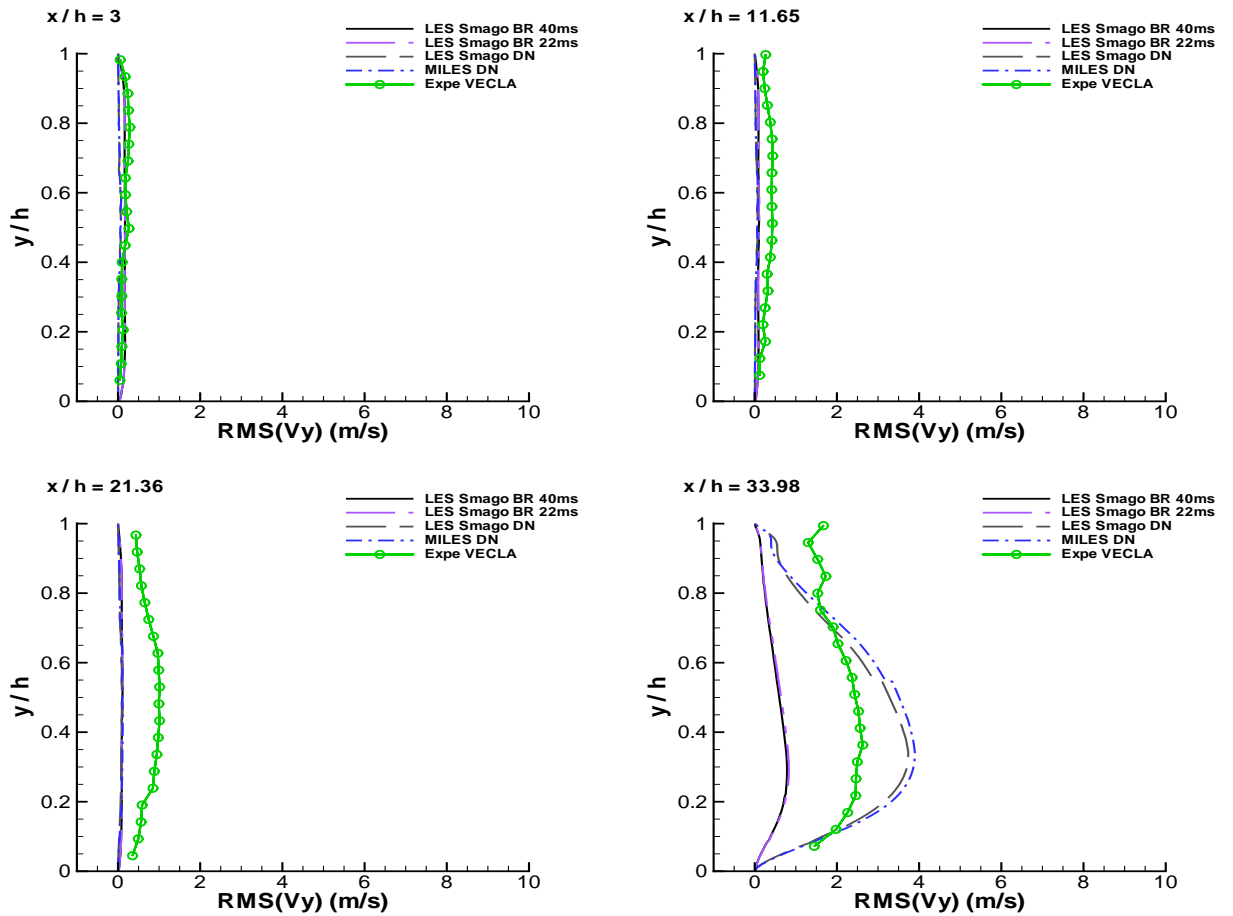 x / h = 3
LES Smago BR 40ms
LES Smago BR 22ms
LES Smago DN
MILES DN
Expe VECLA
1
0.8
0.6
0.4
0.2
0
y / h
0 2 4 6 8 10
RMS(Vy) (m/s)
x / h = 11.65
LES Smago BR 40ms
LES Smago BR 22ms
LES Smago DN
MILES DN
Expe VECLA
1
0.8
0.6
0.4
0.2
0
y / h
0 2 4 6 8 10
RMS(Vy) (m/s)
x / h = 21.36
LES Smago BR 40ms
LES Smago BR 22ms
LES Smago DN
MILES DN
Expe VECLA
1
0.8
0.6
0.4
0.2
0
y / h
0 2 4 6 8 10
RMS(Vy) (m/s)
x / h = 33.98
LES Smago BR 40ms
LES Smago BR 22ms
LES Smago DN
MILES DN
Expe VECLA
1
0.8
0.6
0.4
0.2
0
y / h
0 2 4 6 8 10
RMS(Vy) (m/s)